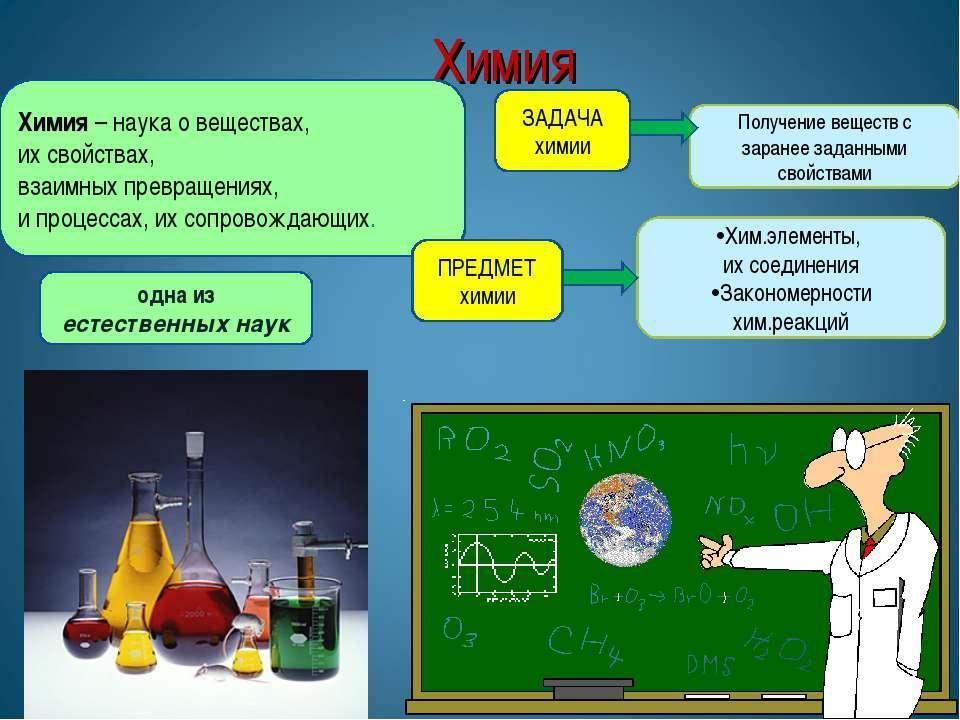 Химия
Химия – наука о веществах,
их свойствах,
взаимных превращениях,
и процессах, их сопровождающих.
ЗАДАЧА
химии
Получение веществ с
заранее заданными
свойствами
ПРЕДМЕТ
химии
•Хим.элементы,
их соединения
•Закономерности
хим.реакций
одна из
естественных наук
RO2
SO2
HNO3
hν
λ=254 nm
NOx
OH
Br+O3→BrO+O2
O3
CH4
DMS
H2O2